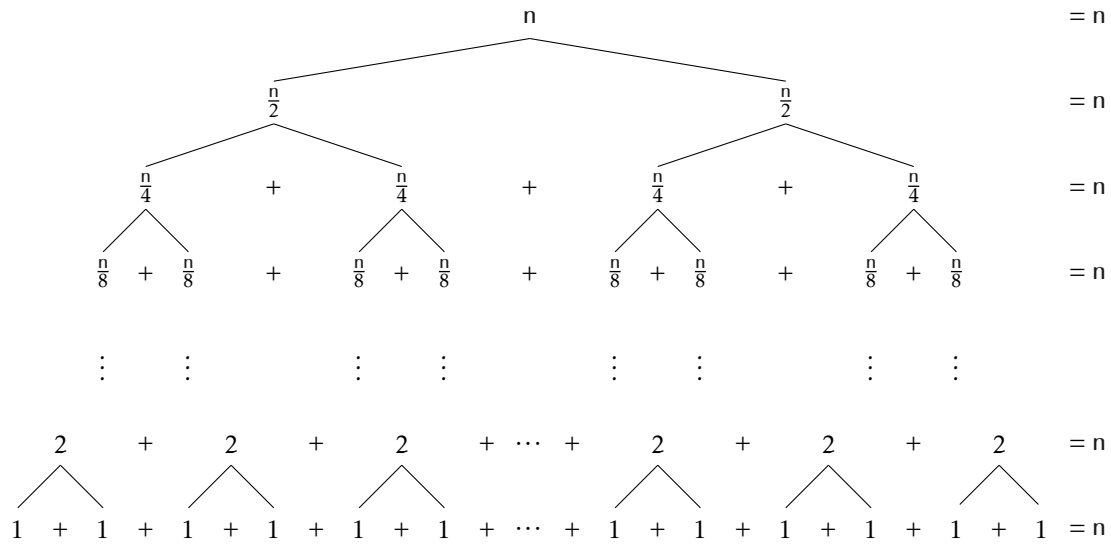 n = n
n/2 n/2 = n
n/4 + n/4 + n/4 + n/4 = n
n/8 + n/8 + n/8 + n/8 + n/8 + n/8 + n/8 + n/8 = n
⋮ ⋮ ⋮ ⋮ ⋮ ⋮ ⋮ ⋮
2 + 2 + 2 + ⋯ + 2 + 2 + 2 = n
1 + 1 + 1 + 1 + 1 + 1 + ⋯ + 1 + 1 + 1 + 1 + 1 + 1 = n